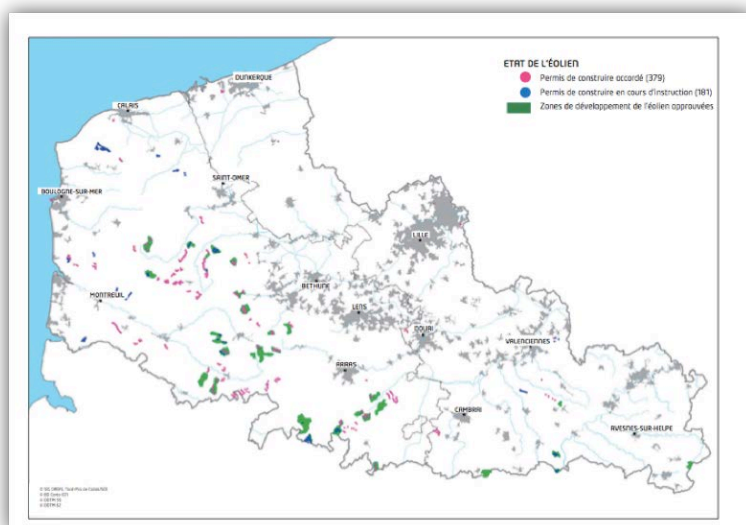 ETAT DE L'ÉOLIEN
Permis de construire accordé (379)
Permis de construire en cours d'instruction (181)
Zones de développement de l'éolien approuvées
DUNKERQUE
CALAIS
SAINT-OMER
BOULOGNE-SUR-MER
LILLE
BETHUNE
MONTREUIL
LENS
DOUAI
VALENCIENNES
ARRAS
CAMBRAI
AVESNES-SUR-HELPE